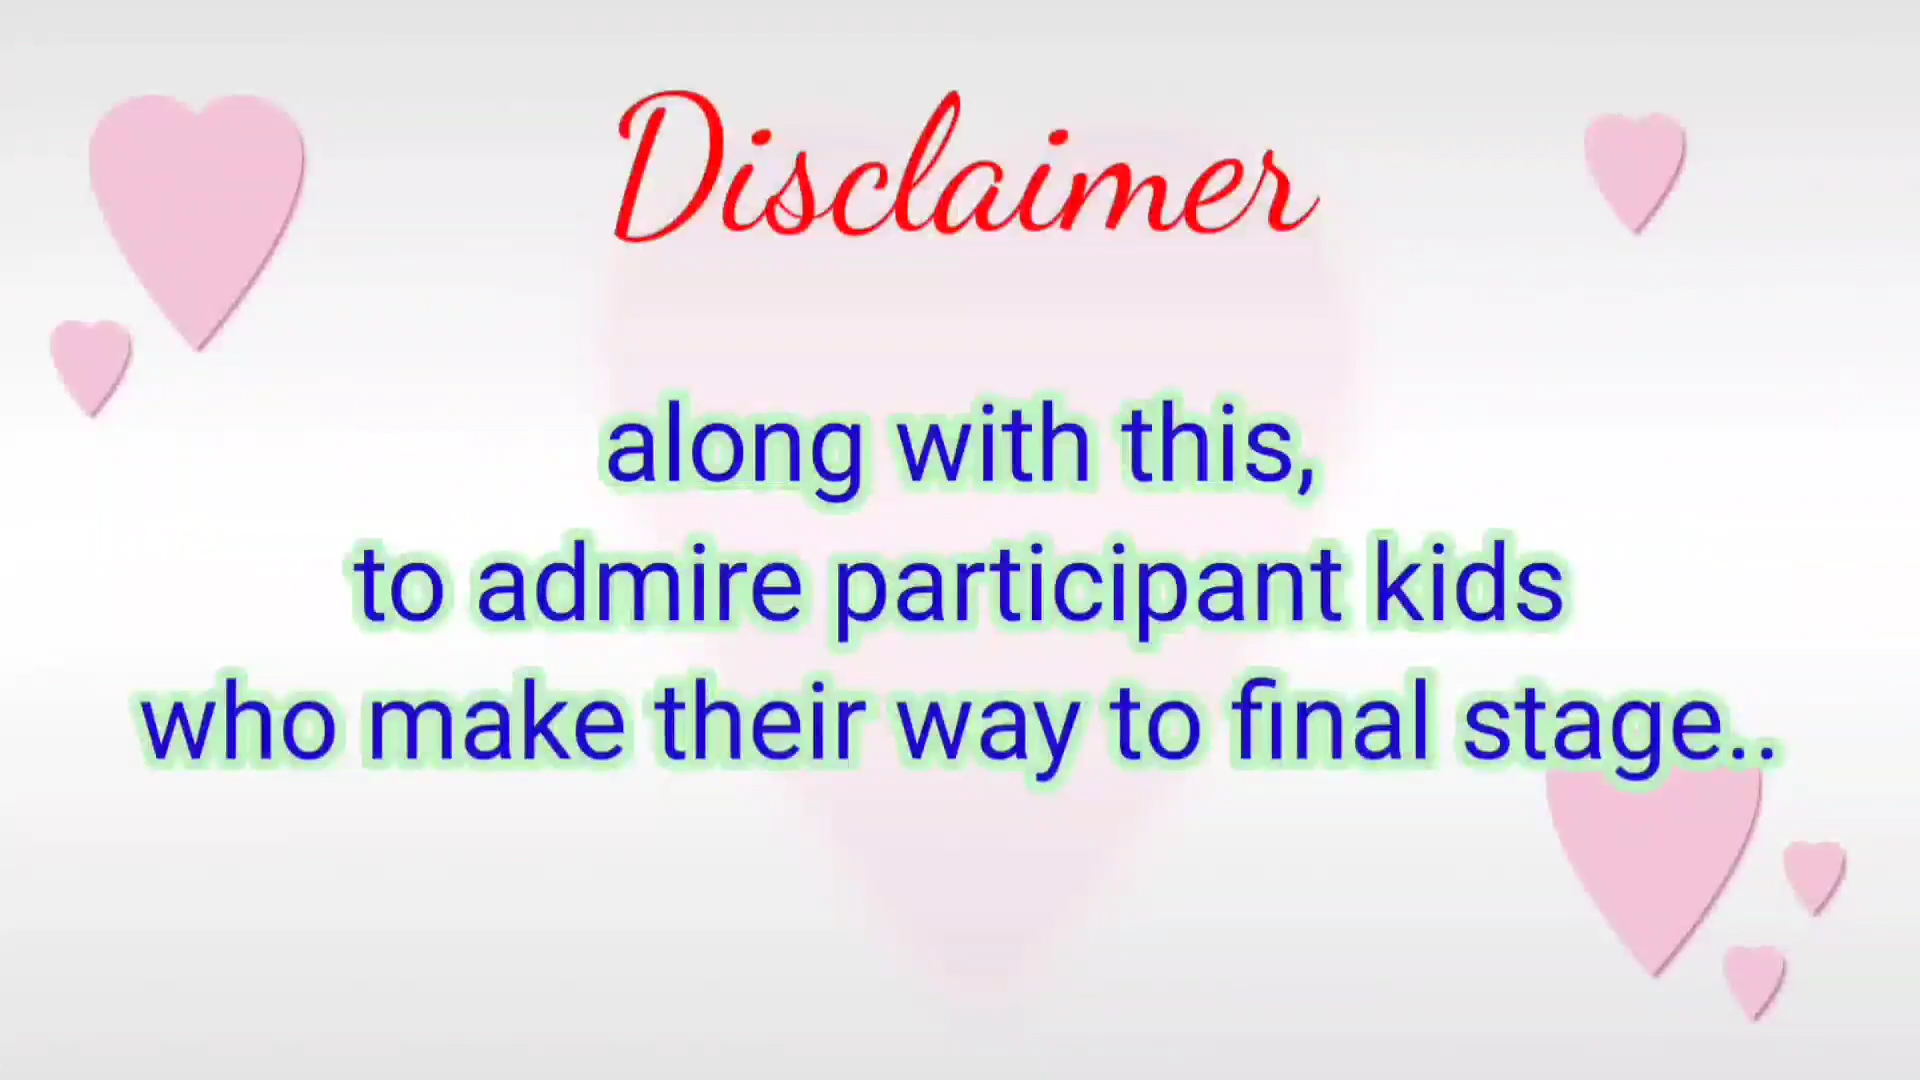 Disclaimer
along with this,
to admire participant kids
who make their way to final stage..